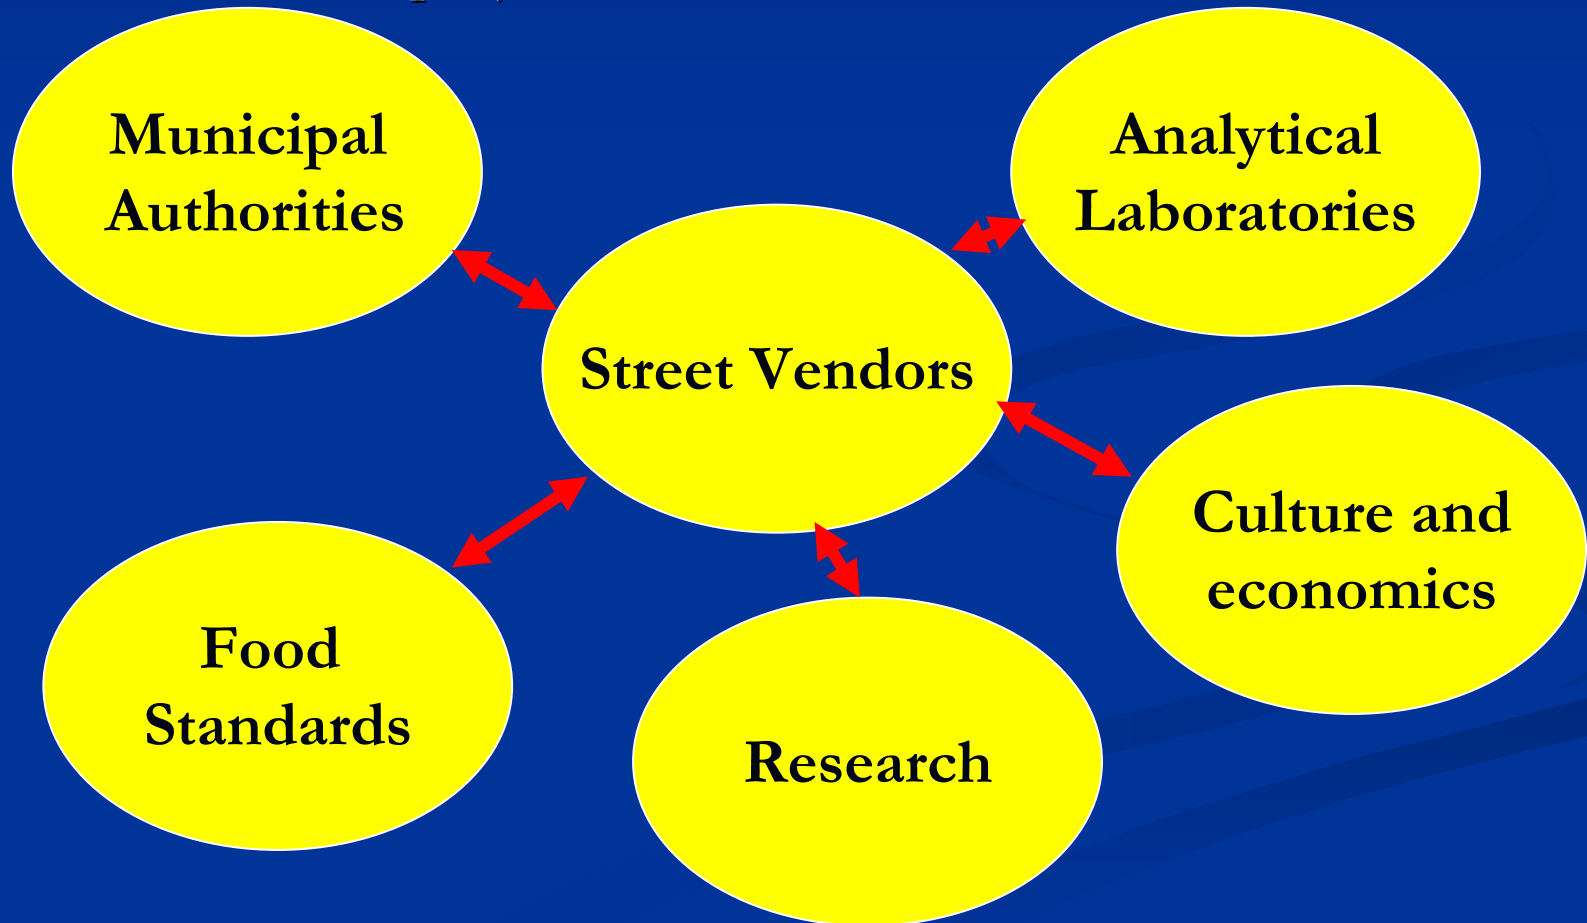 Municipal
Authorities
Analytical
Laboratories
Street Vendors
Culture and
economics
Food
Standards
Research